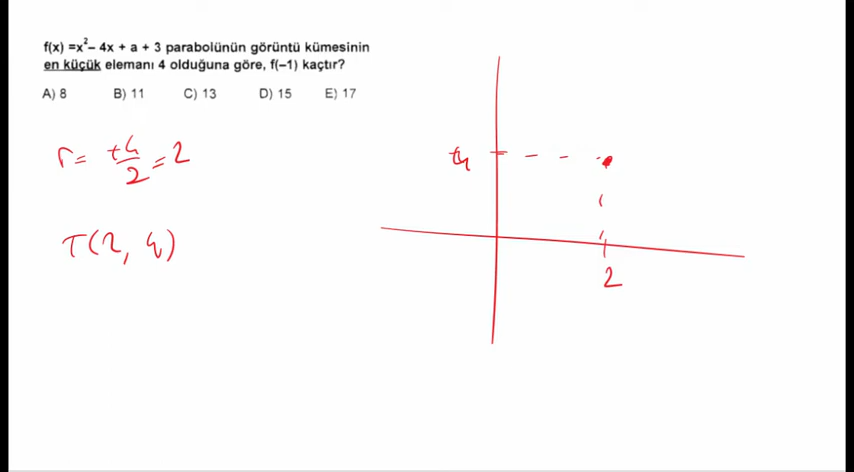 f(x) =x²– 4x + a + 3 parabolünün görüntü kümesinin
en küçük elemanı 4 olduğuna göre, f(–1) kaçtır?
A) 8 B) 11 C) 13 D) 15 E) 17
r = +4/2 = 2
T(2, 4)
+4
2